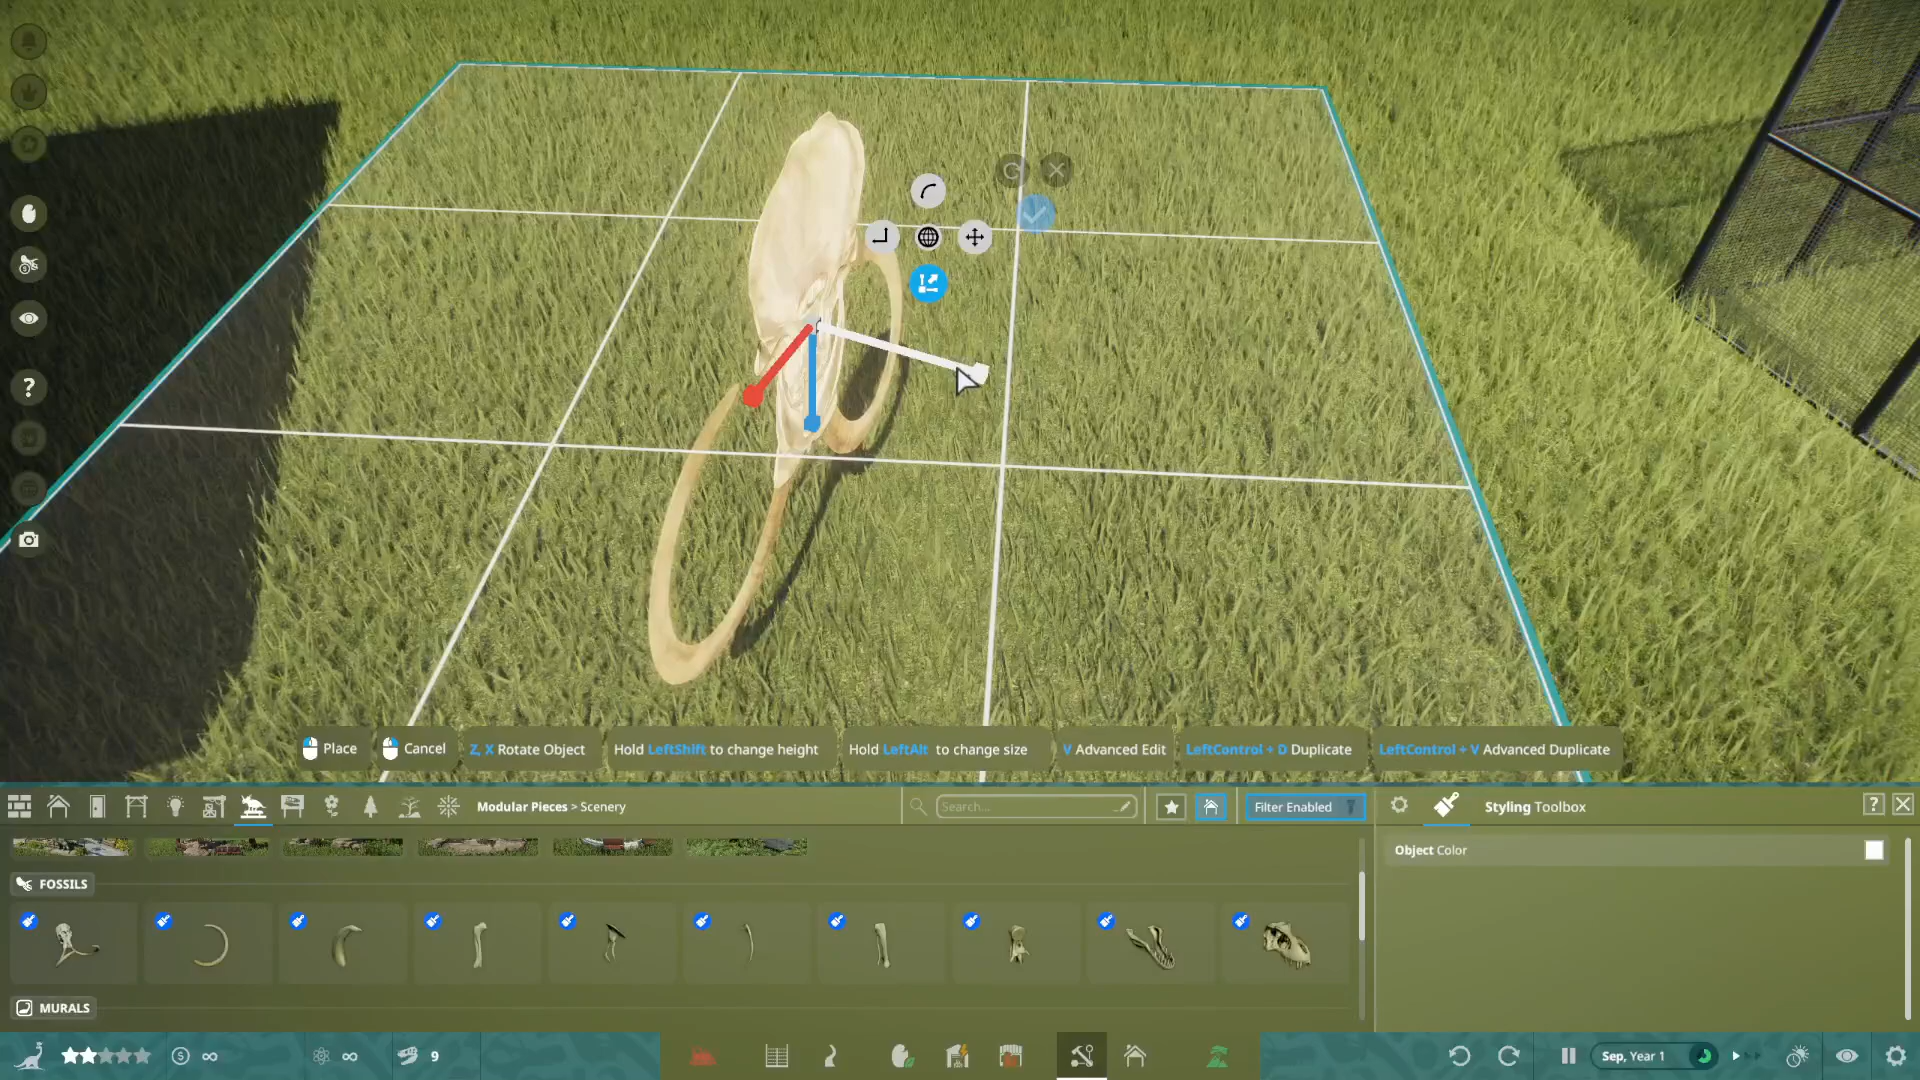 Place
Cancel
Z, X Rotate Object
Hold LeftShift to change height
Hold LeftAlt to change size
V Advanced Edit
LeftControl + D Duplicate
LeftControl + V Advanced Duplicate
Modular Pieces > Scenery
Search...
Filter Enabled
Styling Toolbox
?
Object Color
FOSSILS
MURALS
∞
∞
9
Sep, Year 1
?